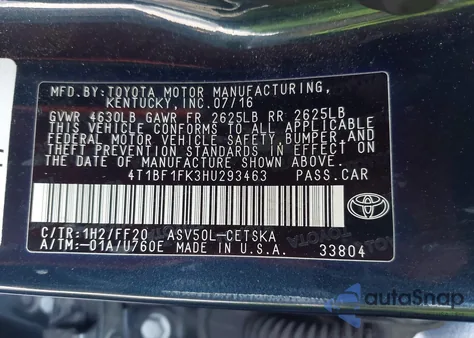 MFD.BY:TOYOTA MOTOR MANUFACTURING,
KENTUCKY,INC.07/16
GVWR 4630LB GAWR FR 2625LB RR 2625LB
THIS VEHICLE CONFORMS TO ALL APPLICABLE
FEDERAL MOTOR VEHICLE SAFETY,BUMPER,AND
THEFT PREVENTION STANDARDS IN EFFECT ON
THE DATE OF MANUFACTURE SHOWN ABOVE.
4T1BF1FK3HU293463 PASS.CAR
TOYOTA
C/TR:1H2/FF20 ASV50L-CETSKA
A/TM:-01A/U760E MADE IN U.S.A. 33804
autoSnap